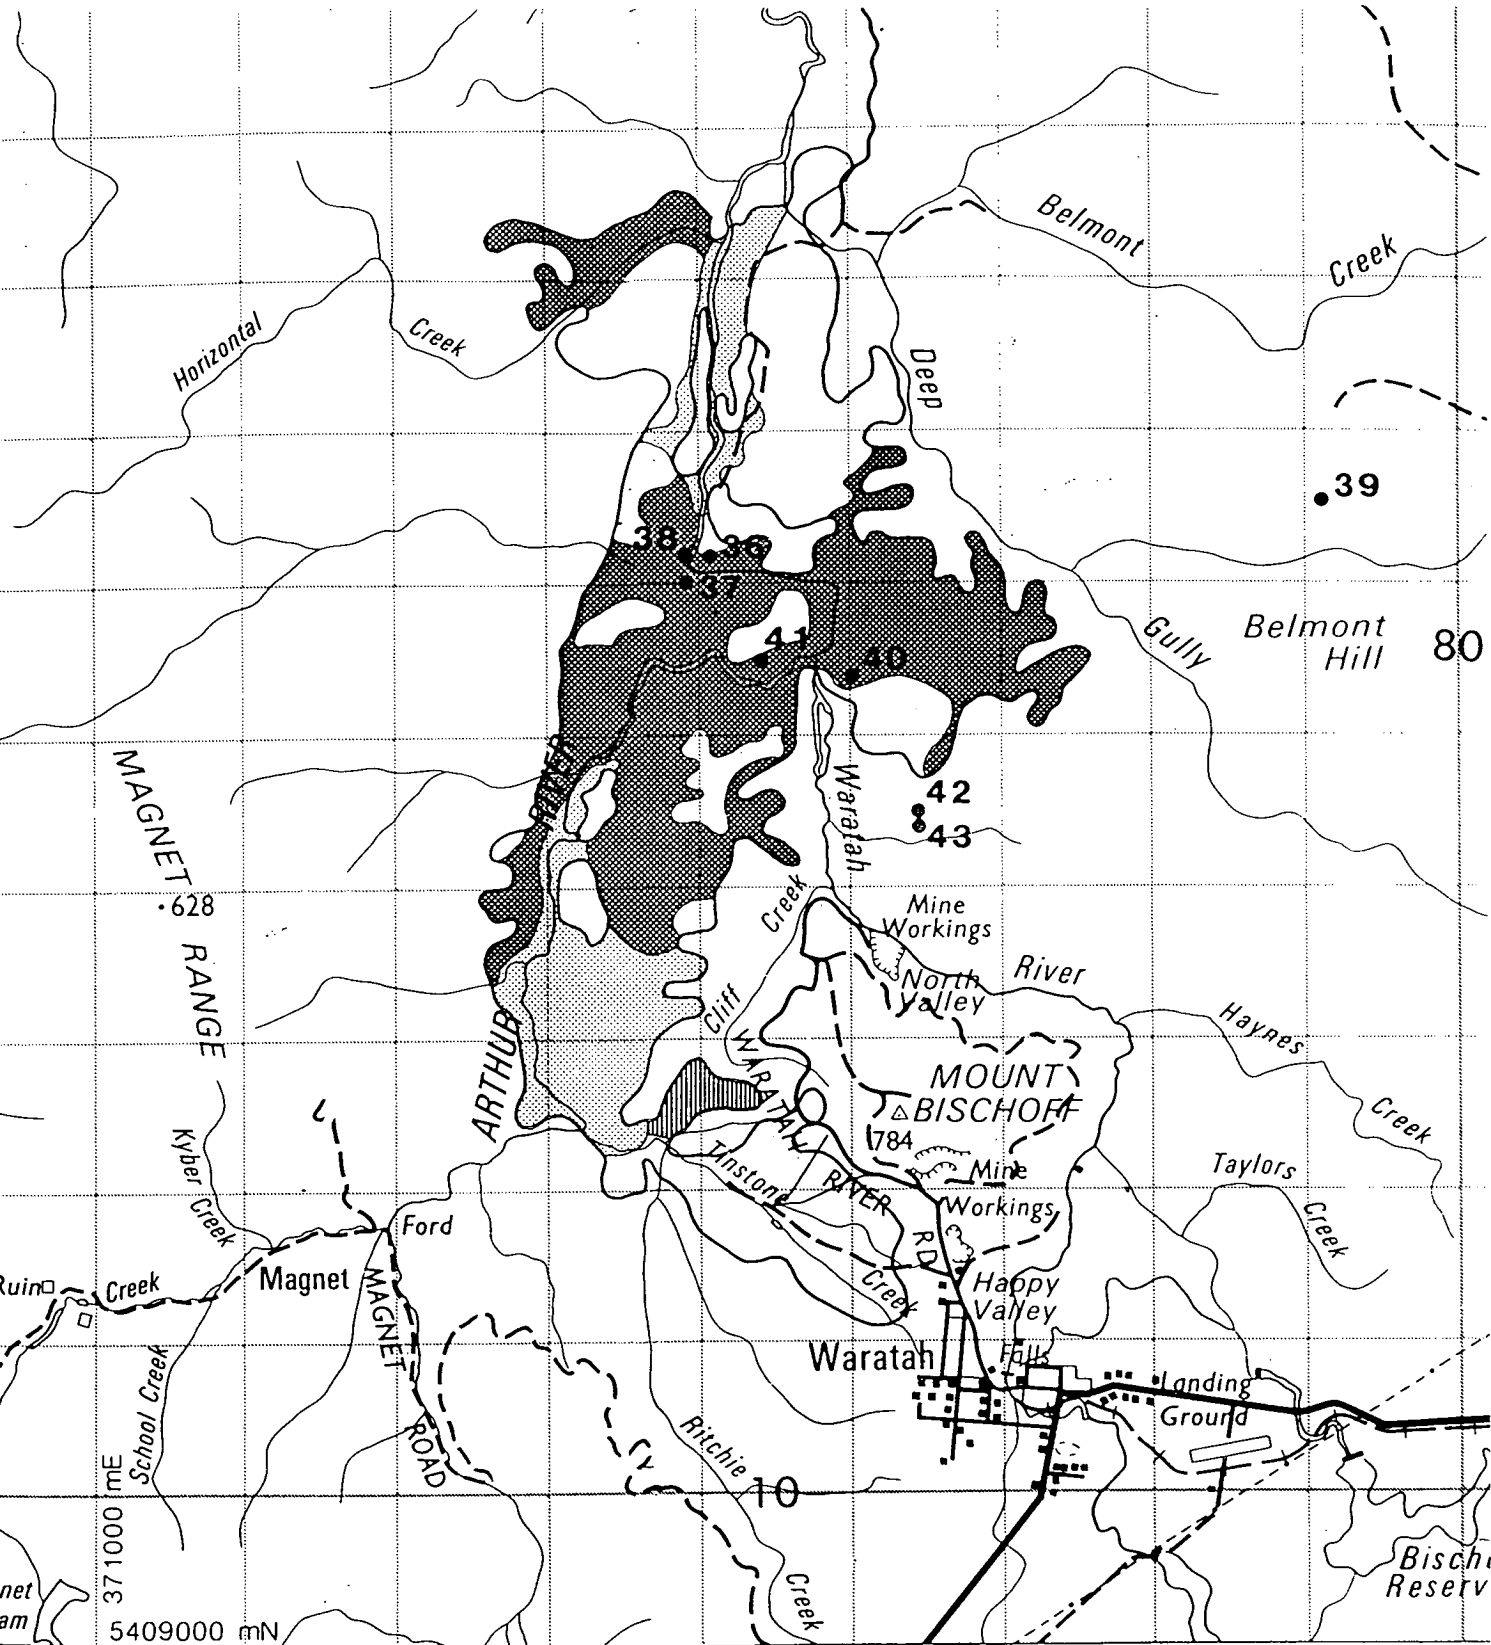 Belmont
Creek
Horizontal
Creek
Deep
39
38
36
37
Gully
Belmont
Hill
80
41
40
MAGNET
RANGE
RIVER
Waratah
42
43
628
Creek
Mine
Workings
North
Valley
River
Cliff
Haynes
Creek
ARTHUR
WARATAH
RIVER
RD
MOUNT
BISCHOFF
784
Kyber Creek
Tinstone
Creek
Mine
Workings
Taylors
Creek
Ford
Ruin
Creek
Magnet
MAGNET
ROAD
Happy
Valley
Waratah
Falls
Landing
Ground
School Creek
Ritchie
Creek
10
371000 mE
5409000 mN